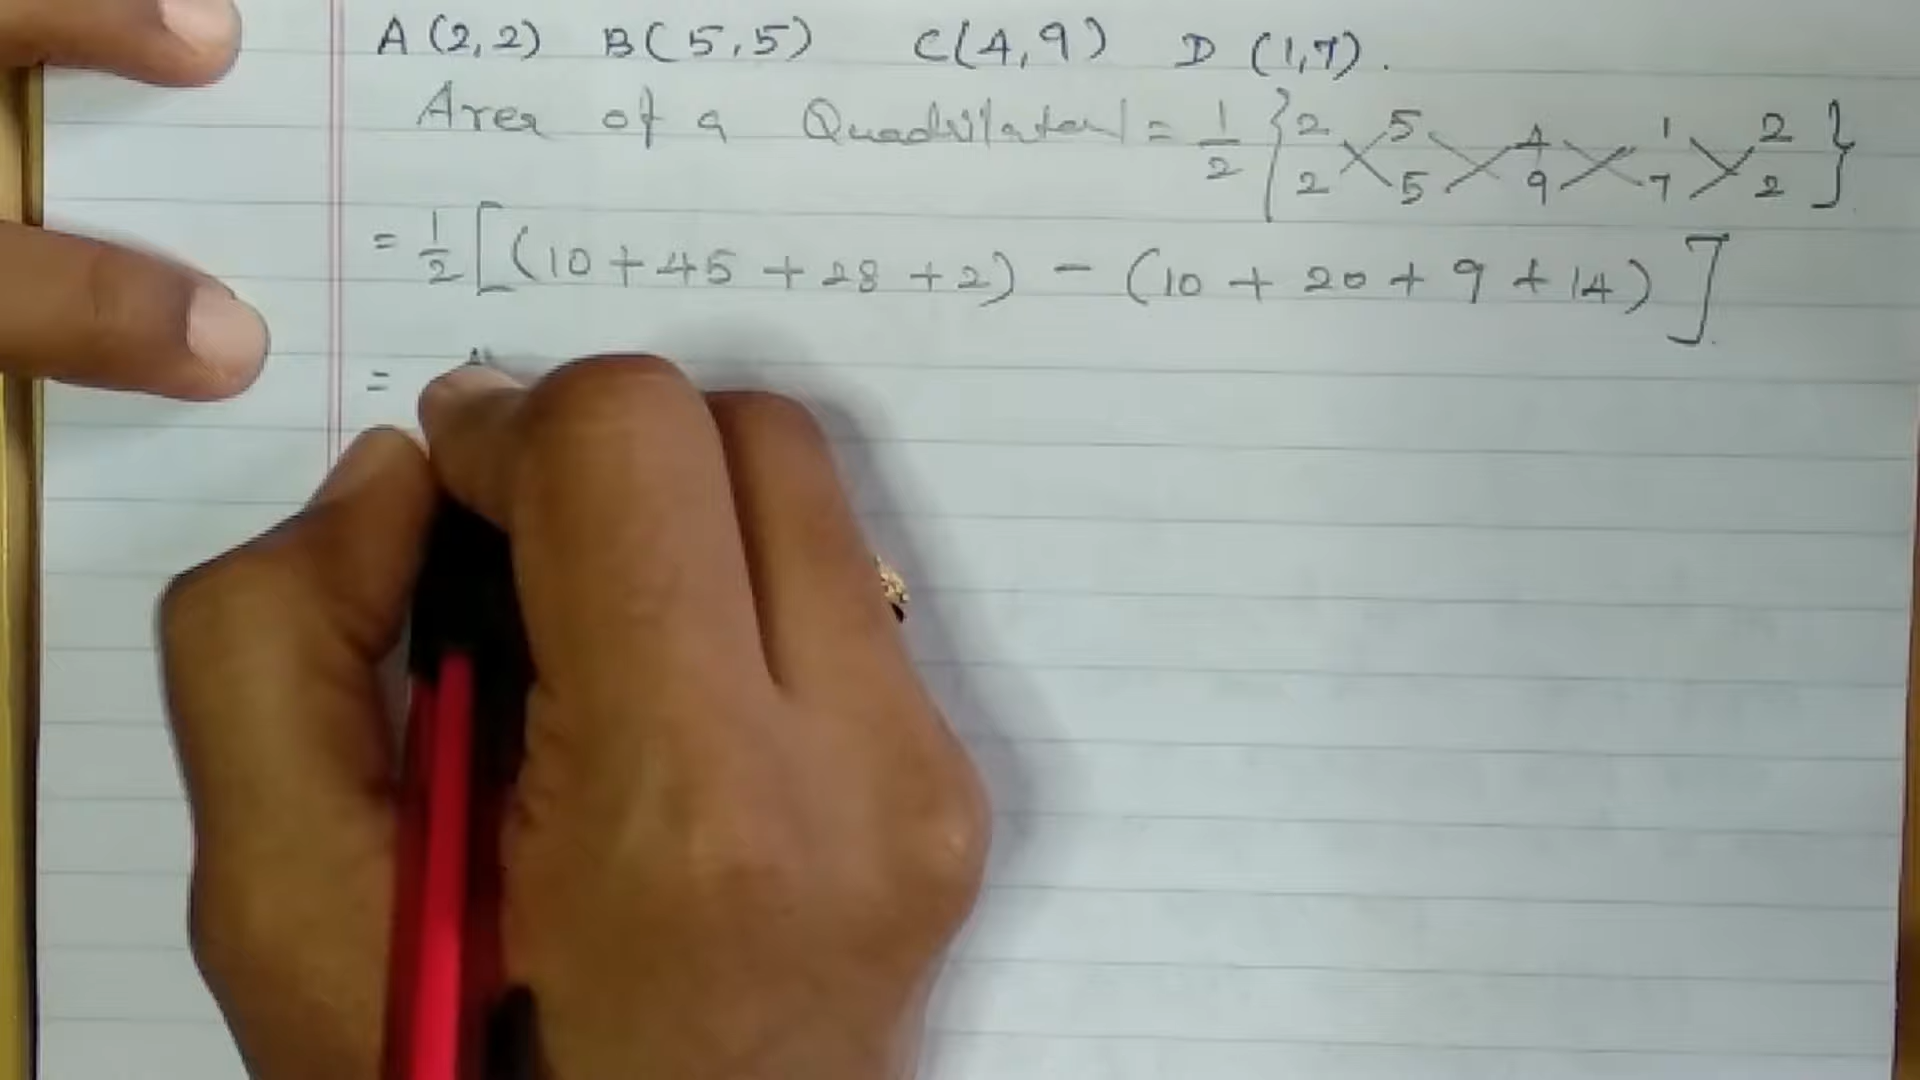 A (2,2) B(5,5) C(4,9) D (1,7).
Area of a Quadrilateral = 1/2 { 2 5 4 1 2 }
2 5 9 7 2
= 1/2 [(10 + 45 + 28 + 2) - (10 + 20 + 9 + 14)]
=